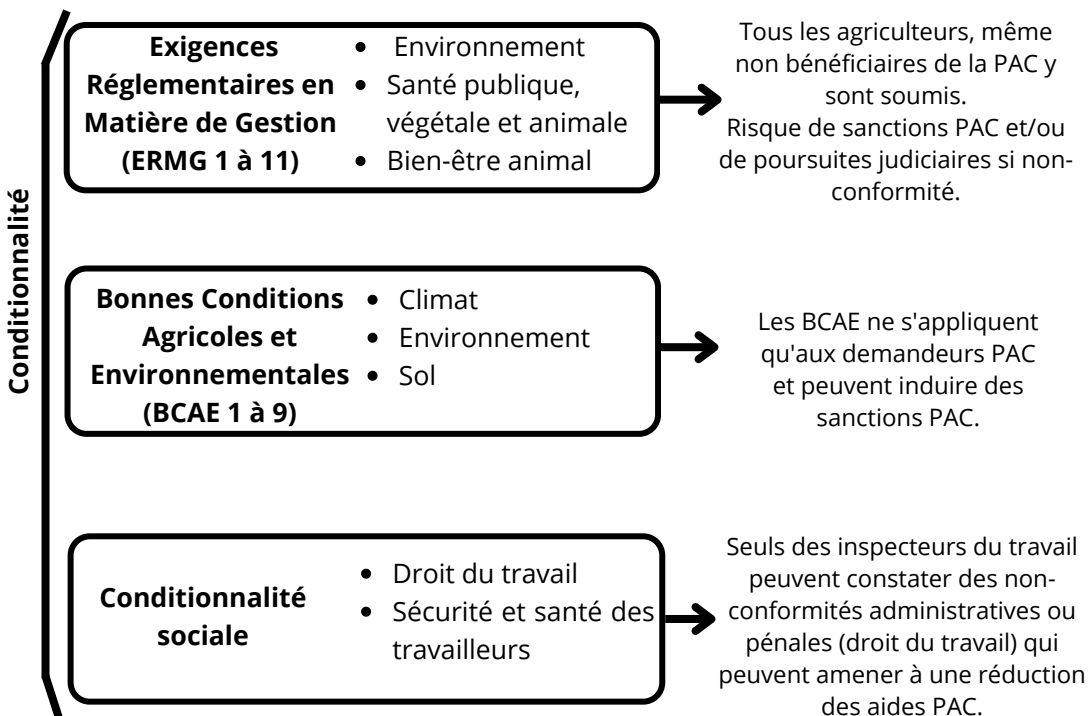 Conditionnalité
Exigences
Réglementaires en
Matière de Gestion
(ERMG 1 à 11)
• Environnement
• Santé publique,
végétale et animale
• Bien-être animal
Tous les agriculteurs, même
non bénéficiaires de la PAC y
sont soumis.
Risque de sanctions PAC et/ou
de poursuites judiciaires si non-
conformité.
Bonnes Conditions
Agricoles et
Environnementales
(BCAE 1 à 9)
• Climat
• Environnement
• Sol
Les BCAE ne s'appliquent
qu'aux demandeurs PAC
et peuvent induire des
sanctions PAC.
Conditionnalité
sociale
• Droit du travail
• Sécurité et santé des
travailleurs
Seuls des inspecteurs du travail
peuvent constater des non-
conformités administratives ou
pénales (droit du travail) qui
peuvent amener à une réduction
des aides PAC.